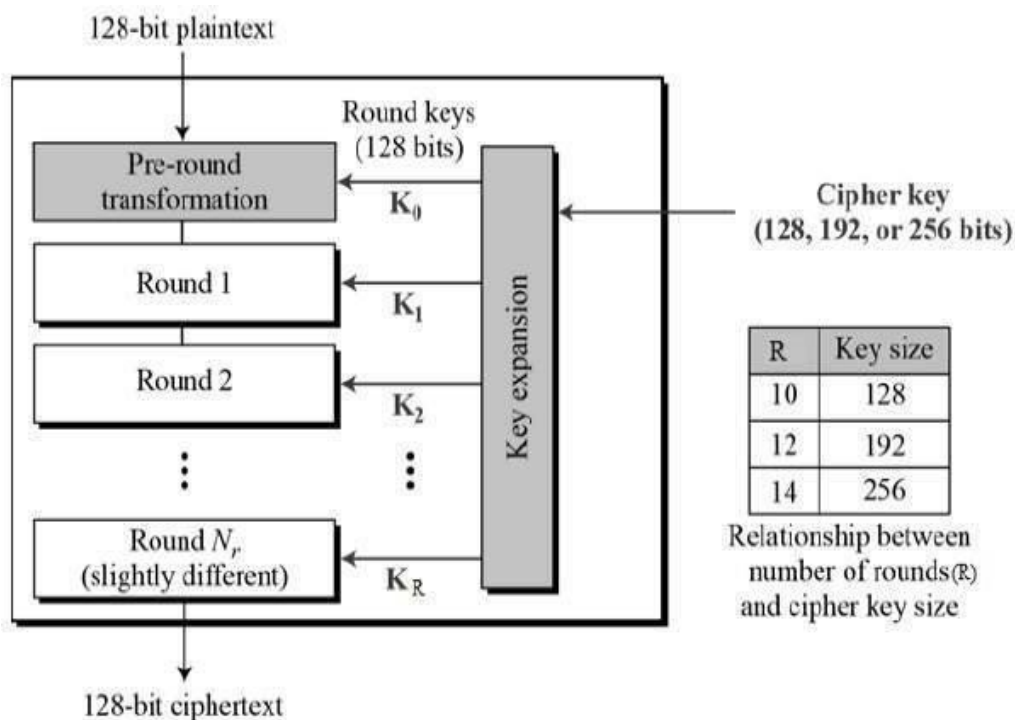 128-bit plaintext
Round keys
(128 bits)
Pre-round
transformation
K₀
Cipher key
(128, 192, or 256 bits)
Round 1
K₁
Key expansion
Round 2
K₂
R Key size
10 128
12 192
14 256
Relationship between
number of rounds(R)
and cipher key size
Round Nᵣ
(slightly different)
K R
128-bit ciphertext